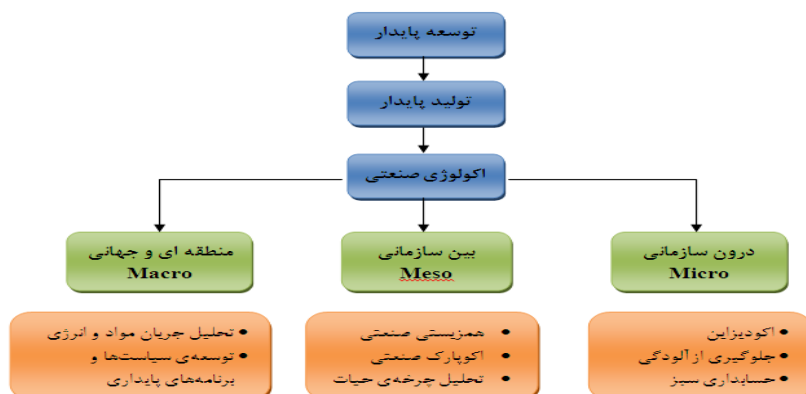 توسعه پایدار
تولید پایدار
اکولوژی صنعتی
درون سازمانی
Micro
بین سازمانی
Meso
منطقه ای و جهانی
Macro
• اکودیزاین
• جلوگیری از آلودگی
• حسابداری سبز
• همزیستی صنعتی
• اکوپارک صنعتی
• تحلیل چرخه‌ی حیات
• تحلیل جریان مواد و انرژی
• توسعه‌ی سیاست‌ها و
برنامه‌های پایداری